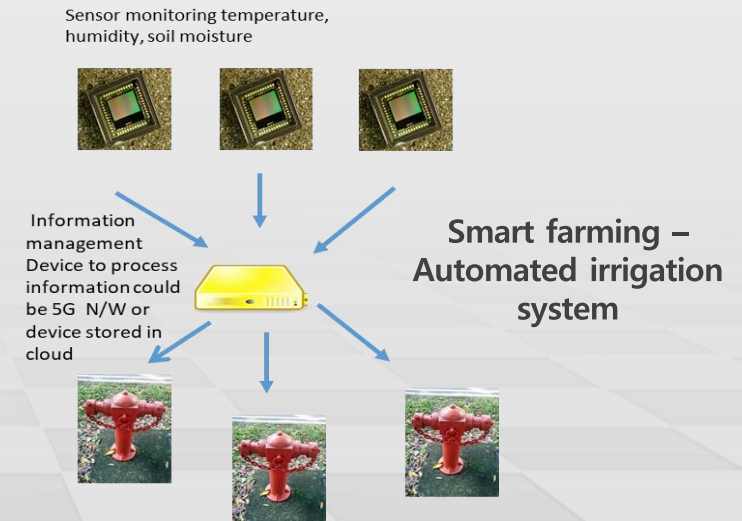 Sensor monitoring temperature,
humidity, soil moisture
Information
management
Device to process
information could
be 5G N/W or
device stored in
cloud
Smart farming –
Automated irrigation
system